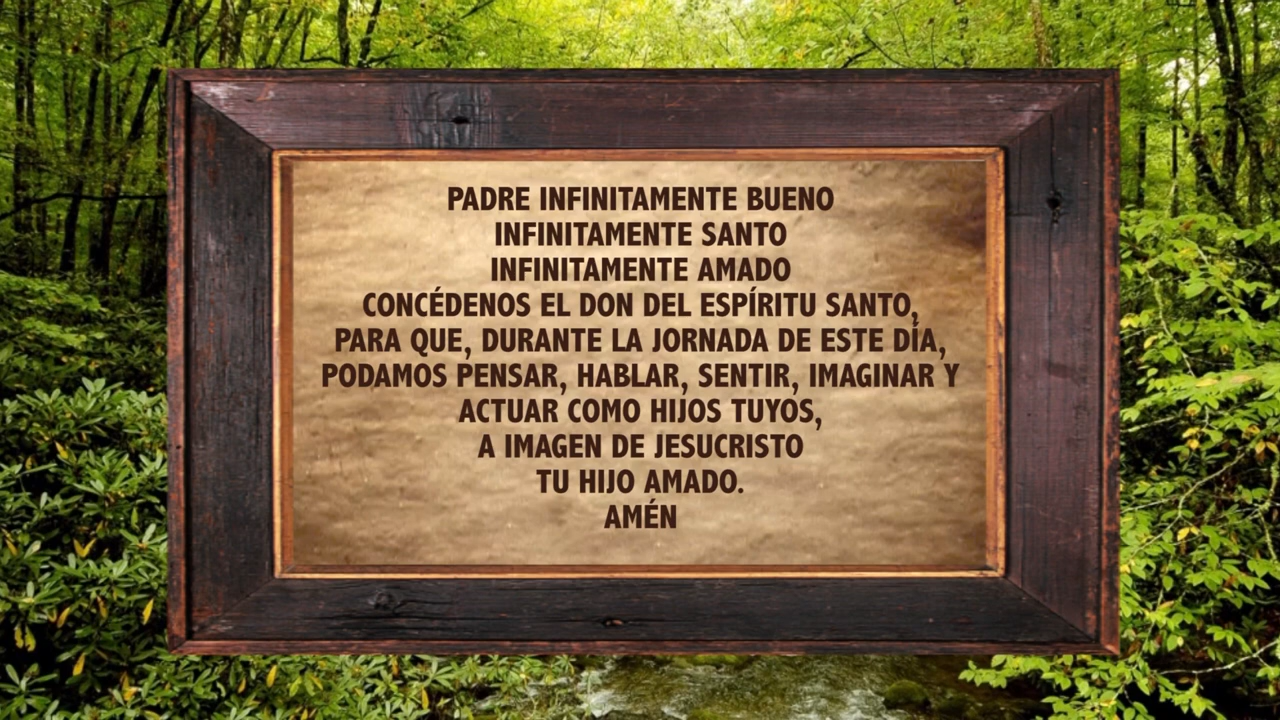 PADRE INFINITAMENTE BUENO
INFINITAMENTE SANTO
INFINITAMENTE AMADO
CONCÉDENOS EL DON DEL ESPÍRITU SANTO,
PARA QUE, DURANTE LA JORNADA DE ESTE DÍA,
PODAMOS PENSAR, HABLAR, SENTIR, IMAGINAR Y
ACTUAR COMO HIJOS TUYOS,
A IMAGEN DE JESUCRISTO
TU HIJO AMADO.
AMÉN